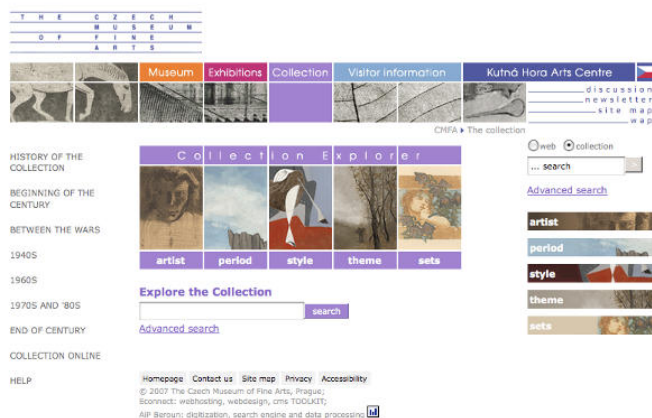 THE CZECH
MUSEUM
OF FINE
ARTS
Museum
Exhibitions
Collection
Visitor information
Kutná Hora Arts Centre
discussion
newsletter
site map
wap
CMFA ▸ The collection
HISTORY OF THE
COLLECTION
BEGINNING OF THE
CENTURY
BETWEEN THE WARS
1940S
1960S
1970S AND '80S
END OF CENTURY
COLLECTION ONLINE
HELP
Collection Explorer
artist
period
style
theme
sets
Explore the Collection
search
Advanced search
web
collection
... search
Advanced search
artist
period
style
theme
sets
Homepage
Contact us
Site map
Privacy
Accessibility
© 2007 The Czech Museum of Fine Arts, Prague;
Econnect: webhosting, webdesign, cms TOOLKIT;
AiP Beroun: digitization, search engine and data processing